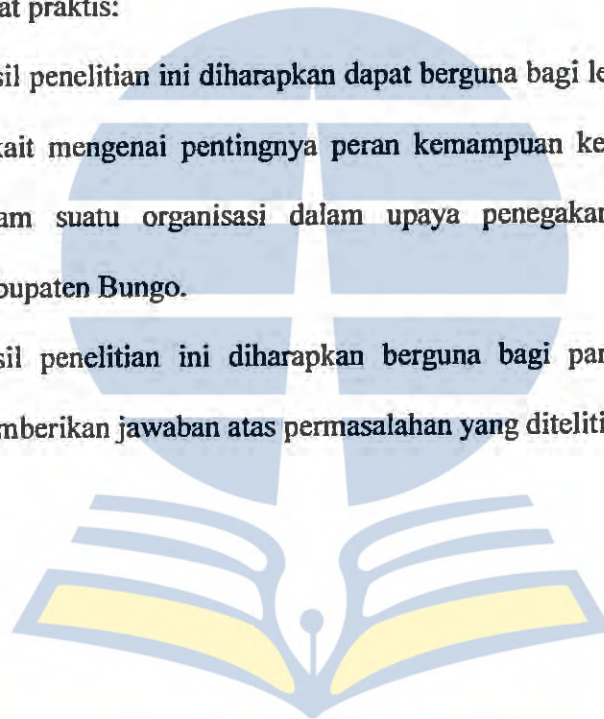 at praktis:
sil penelitian ini diharapkan dapat berguna bagi le
kait mengenai pentingnya peran kemampuan ke
am suatu organisasi dalam upaya penegakan
bupaten Bungo.
sil penelitian ini diharapkan berguna bagi par
mberikan jawaban atas permasalahan yang diteliti